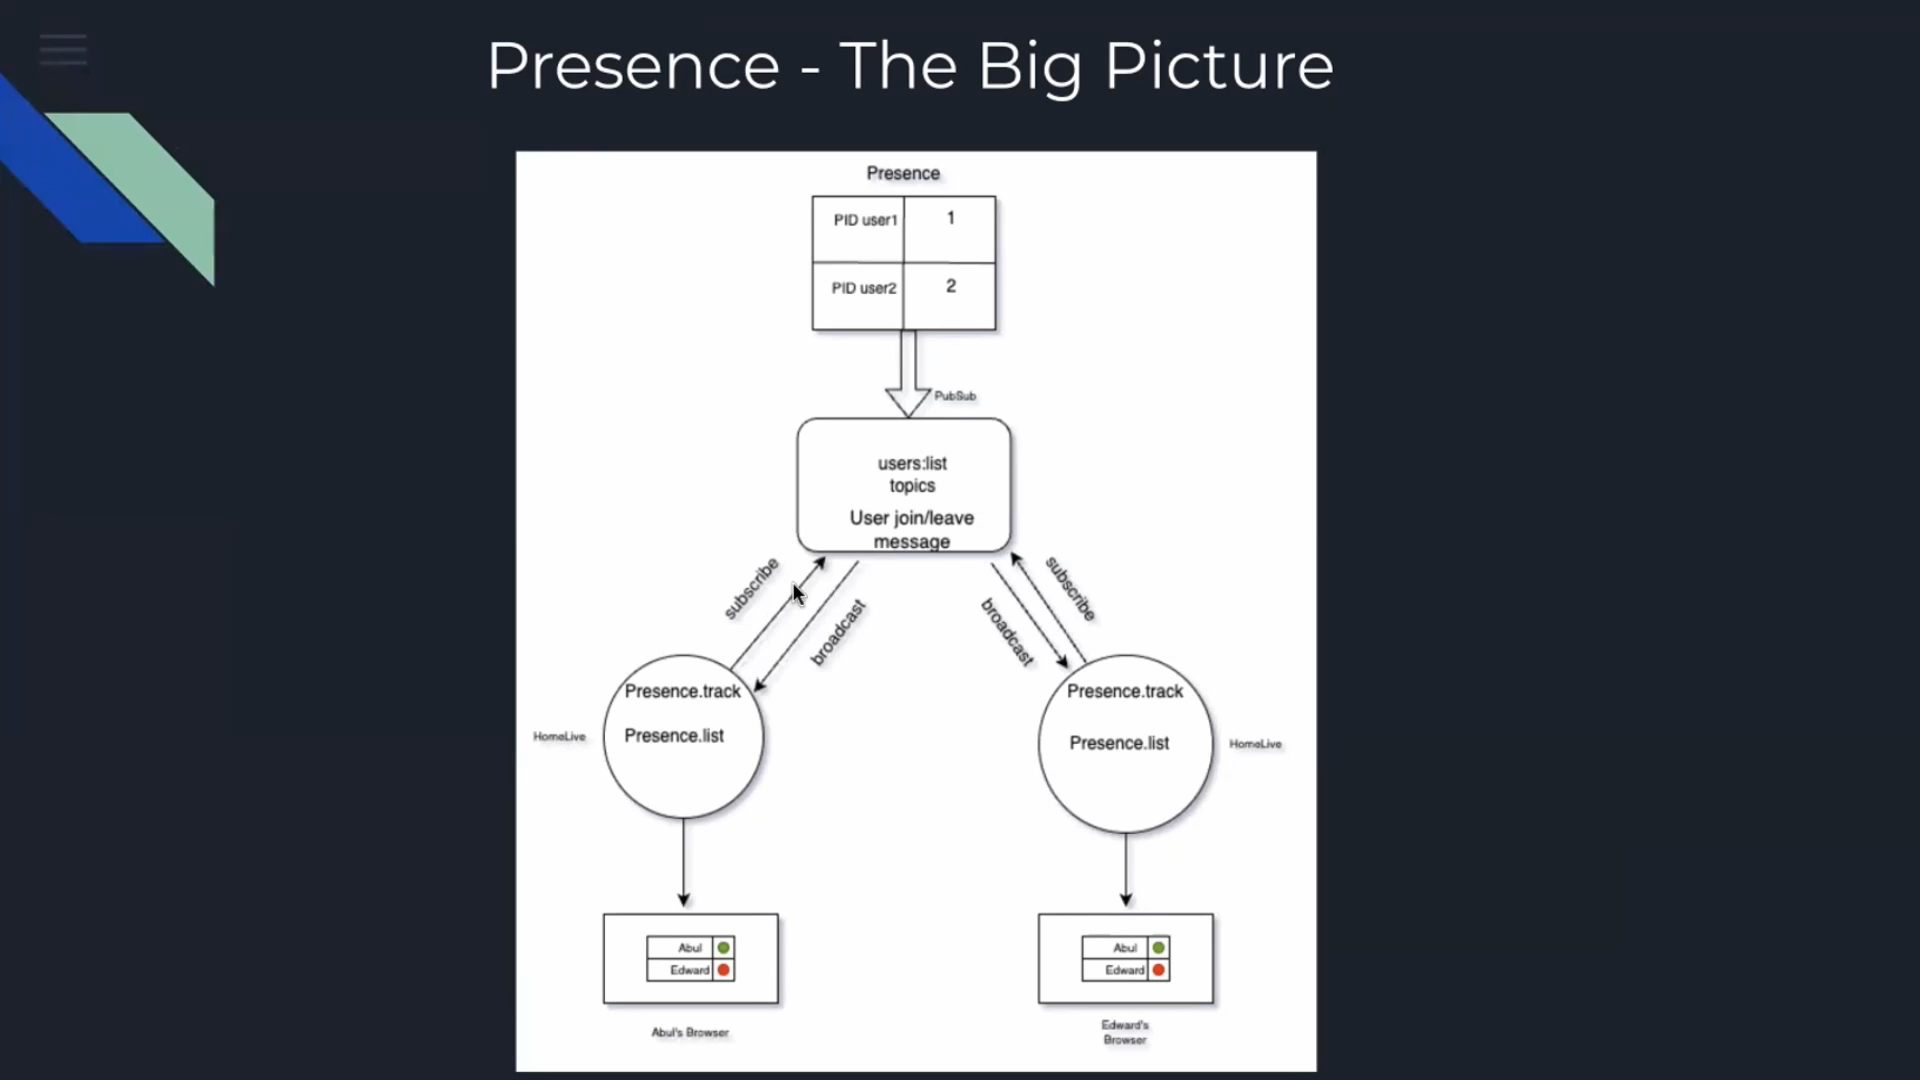 Presence - The Big Picture
Presence
PID user1
1
PID user2
2
PubSub
users:list
topics
User join/leave
message
subscribe
broadcast
broadcast
subscribe
Presence.track
Presence.list
HomeLive
Presence.track
Presence.list
HomeLive
Abul
Edward
Abul's Browser
Abul
Edward
Edward's
Browser